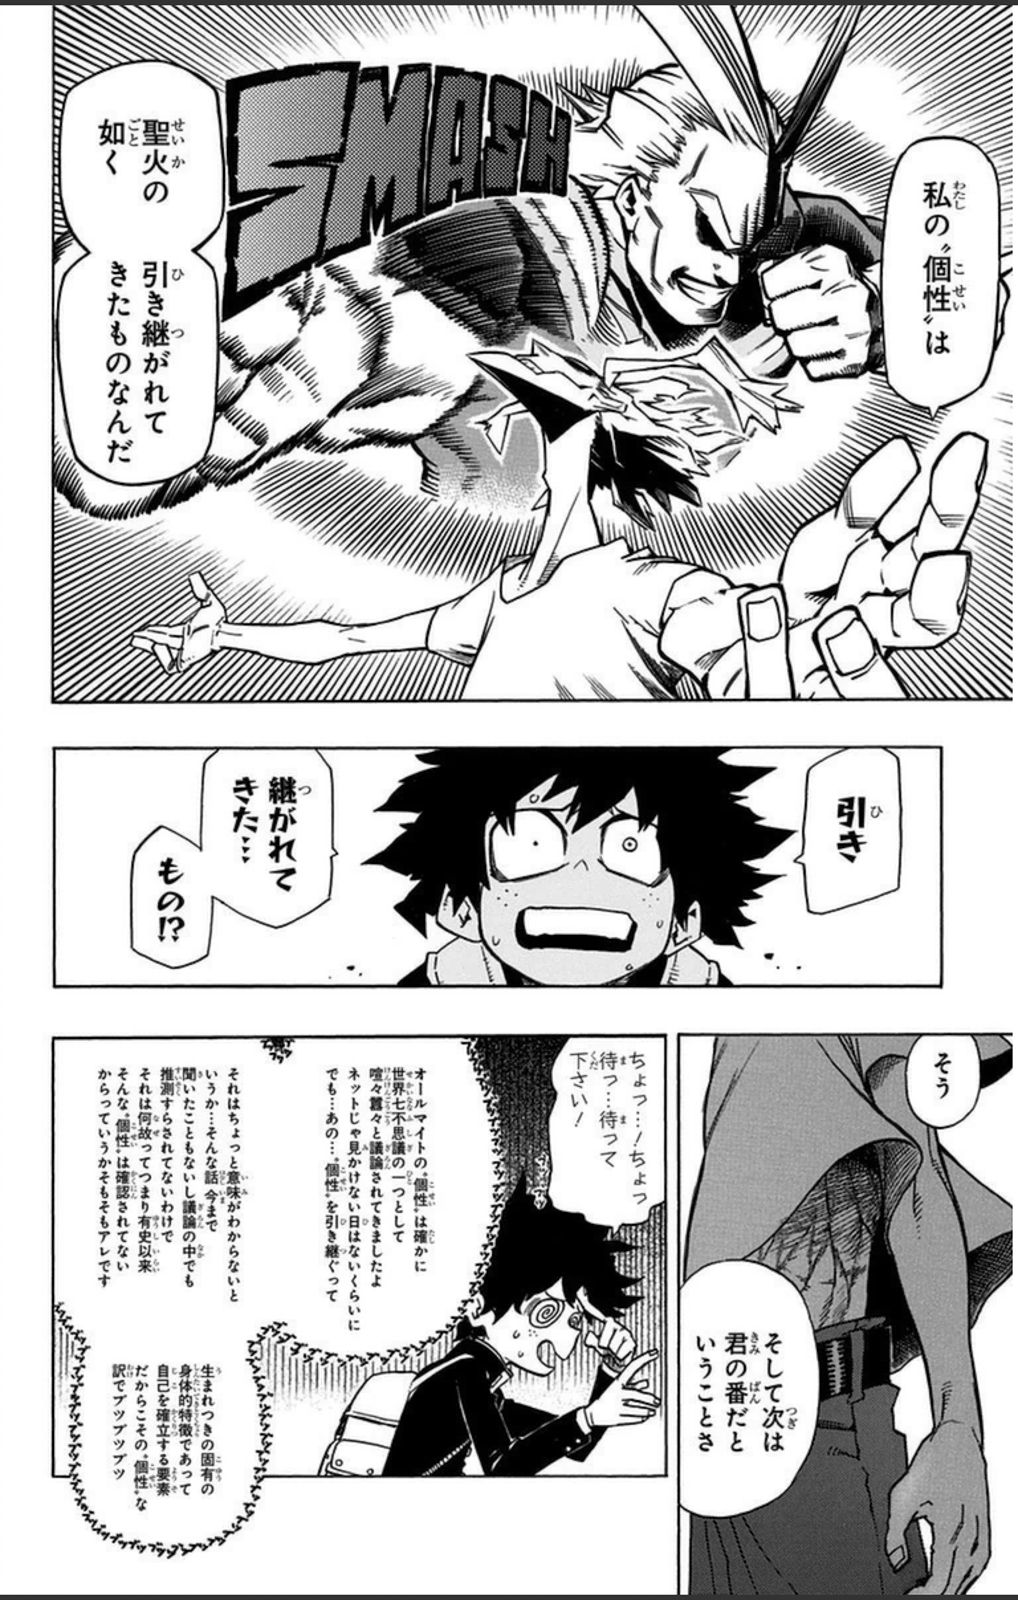 私の〝個性〟は
SMASH
聖火の
如く
引き継がれて
きたものなんだ
引き
継がれて
きた…
もの!?
そう
そして次は
君の番だと
いうことさ
ちょっ…!ちょっ
待っ…待って
下さい!
オールマイトの〝個性〟は確かに
世界七不思議の一つとして
喧々囂々と議論されてきましたよ
ネットじゃ見かけない日はないくらいに
でも…あの…〝個性〟を引き継ぐって
それはちょっと意味がわからないと
いうか…そんな話 今まで
聞いたこともないし議論の中でも
推測すらされてないわけで
それは何故ってつまり有史以来
そんな〝個性〟は確認されてない
からっていうかそもそもアレです
生まれつきの固有の
身体的特徴であって
自己を確立する要素
だからこその〝個性〟な
訳でブツブツブツ